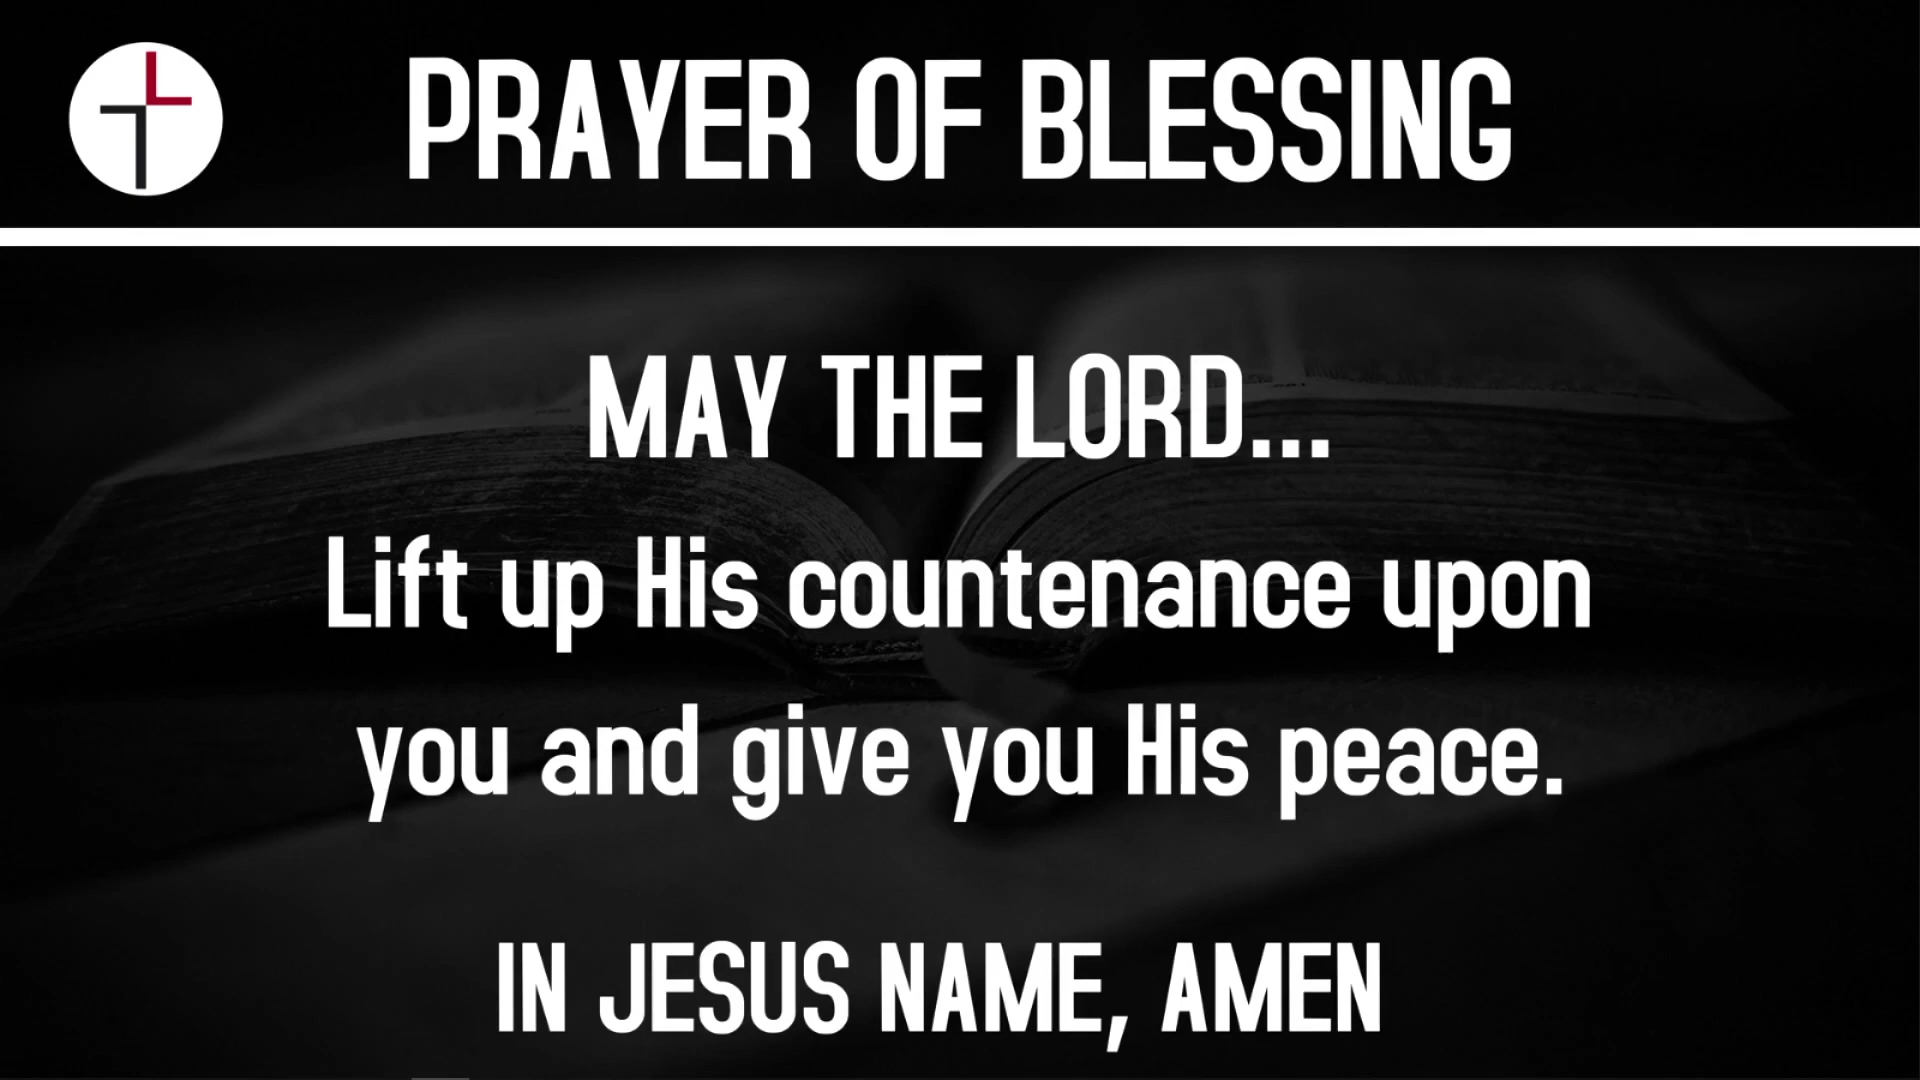 PRAYER OF BLESSING
MAY THE LORD...
Lift up His countenance upon
you and give you His peace.
IN JESUS NAME, AMEN